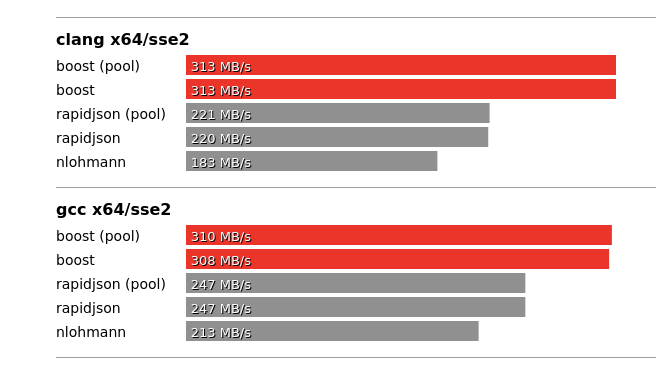 clang x64/sse2
boost (pool) 313 MB/s
boost 313 MB/s
rapidjson (pool) 221 MB/s
rapidjson 220 MB/s
nlohmann 183 MB/s
gcc x64/sse2
boost (pool) 310 MB/s
boost 308 MB/s
rapidjson (pool) 247 MB/s
rapidjson 247 MB/s
nlohmann 213 MB/s